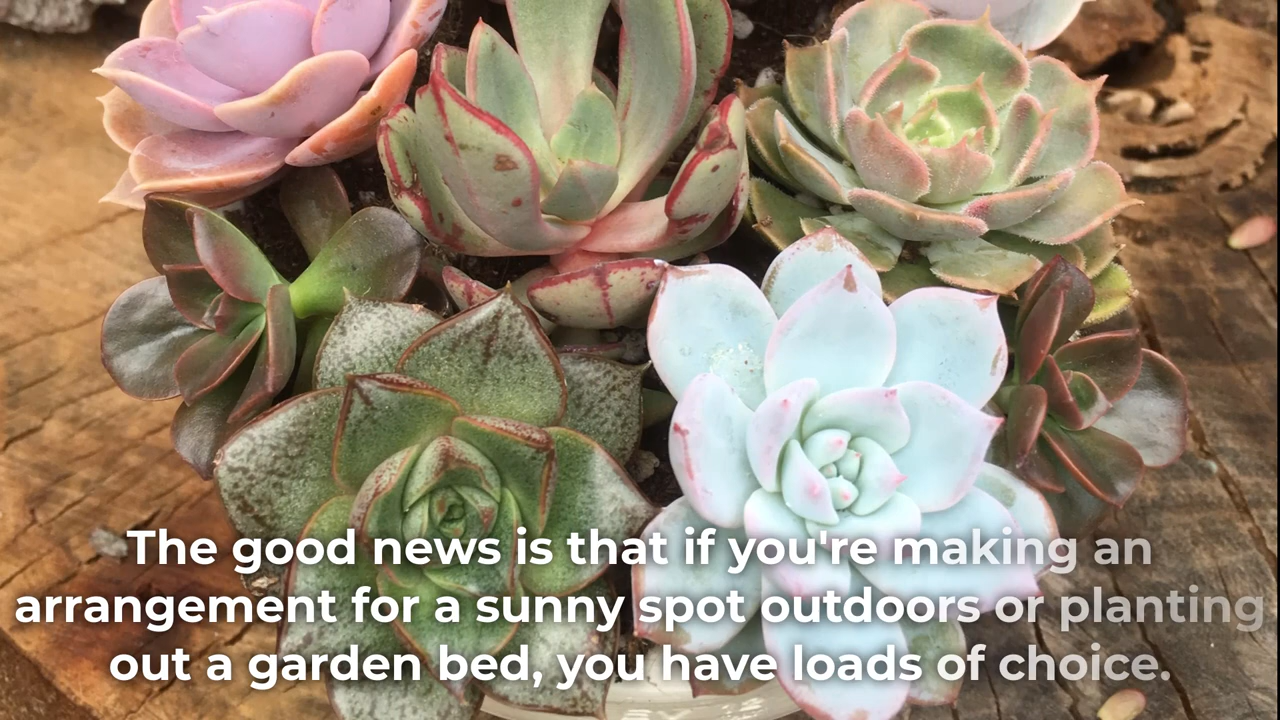 The good news is that if you're making an
arrangement for a sunny spot outdoors or planting
out a garden bed, you have loads of choice.